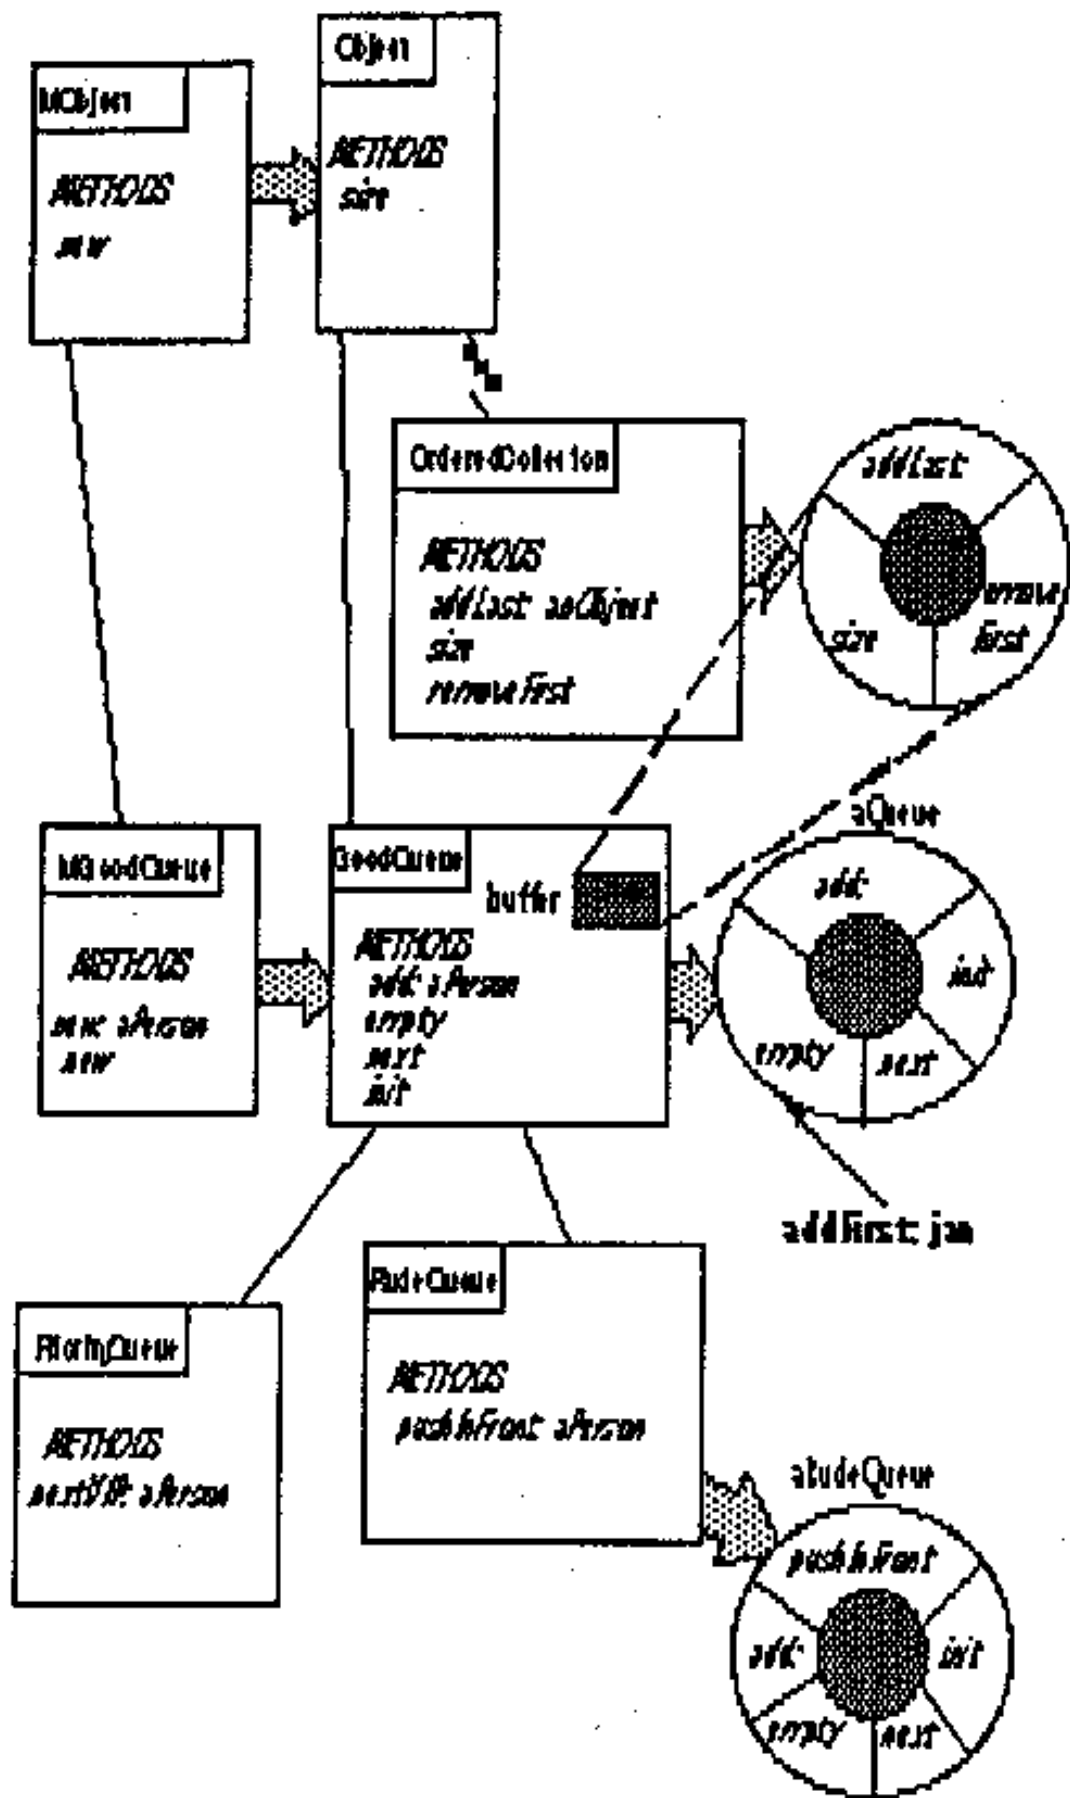 Object
MObject
METHODS
size
METHODS
new
OrderedCollection
METHODS
addLast: anObject
size
removeFirst
addLast:
size
remove
First
MGoodQueue
METHODS
new: aPerson
new
GoodQueue
buffer
METHODS
add: aPerson
empty
next
init
aQueue
add:
init
empty
next
addFirst: jan
PriorityQueue
METHODS
nextVIP: aPerson
RudeQueue
METHODS
pushInFront: aPerson
aRudeQueue
pushInFront
add:
init
empty
next